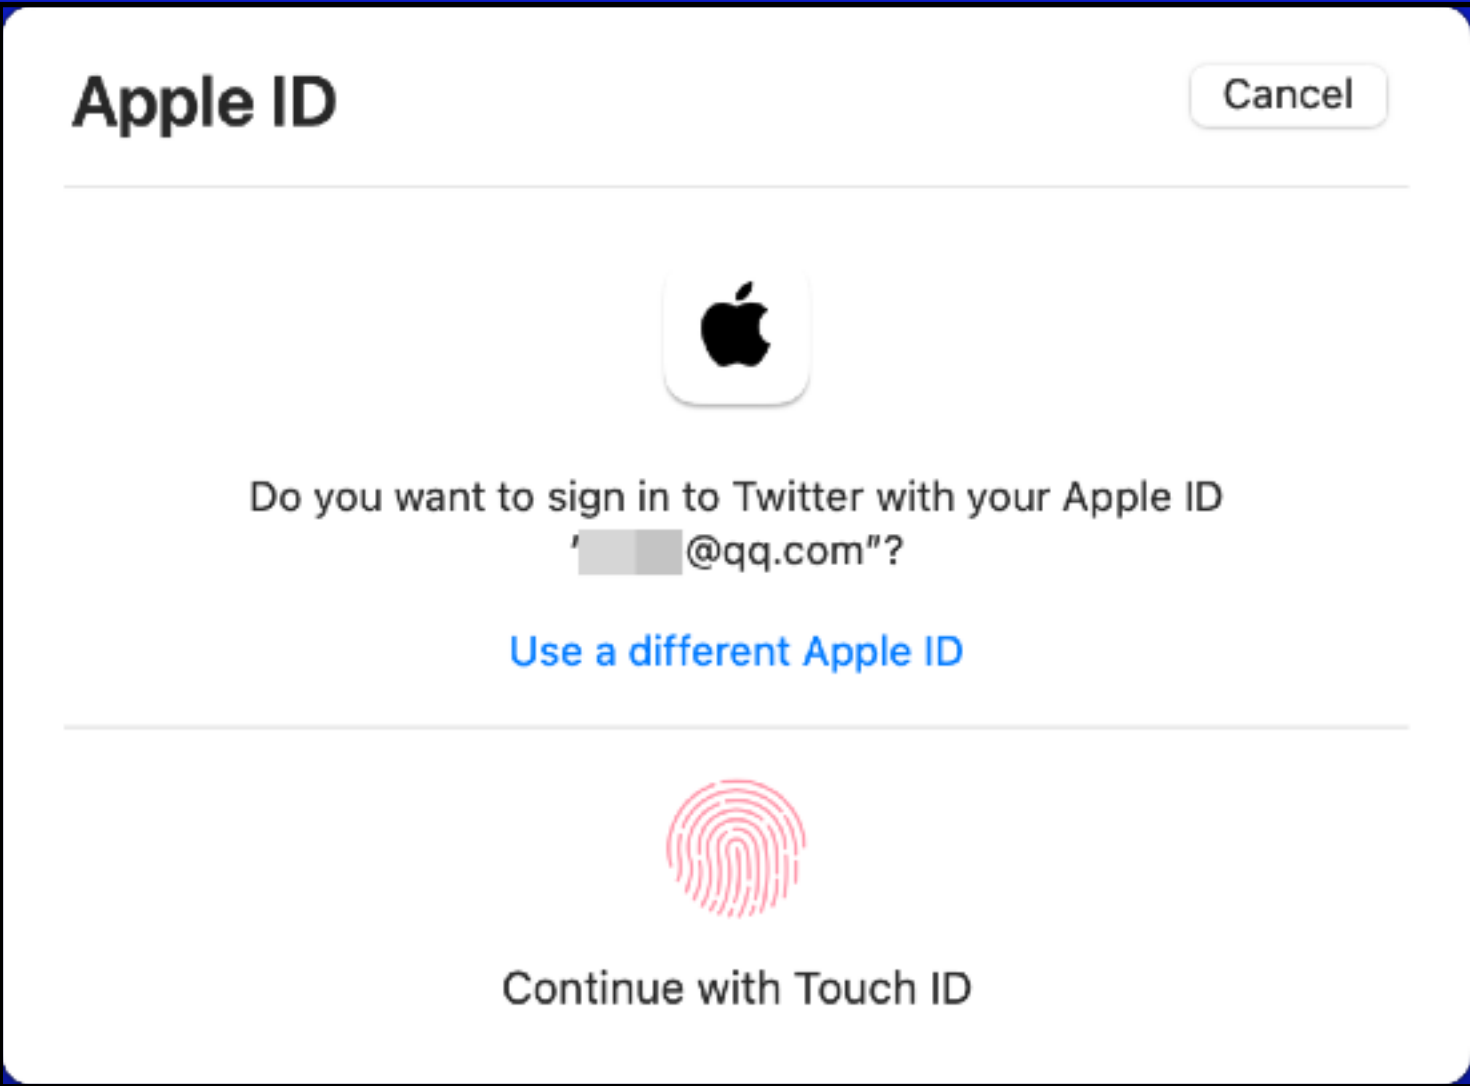 Apple ID
Cancel
Do you want to sign in to Twitter with your Apple ID
"@qq.com"?
Use a different Apple ID
Continue with Touch ID